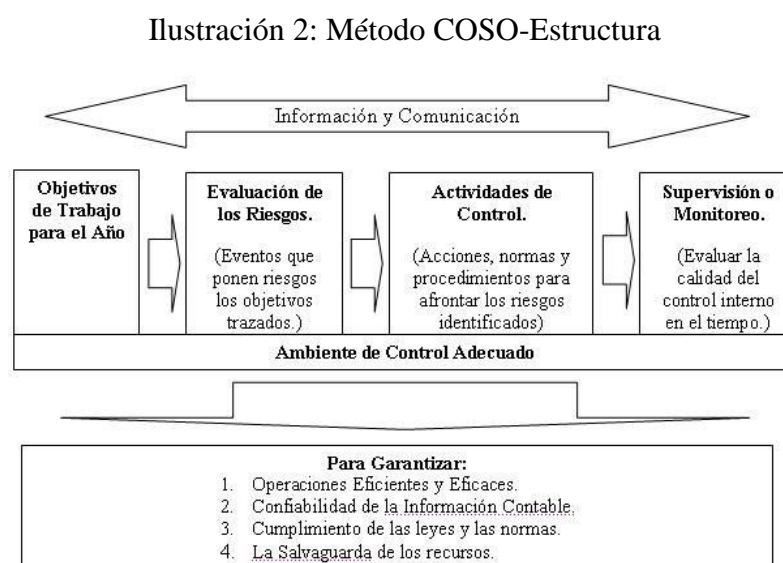 Ilustración 2: Método COSO-Estructura
Información y Comunicación
Objetivos
de Trabajo
para el Año
Evaluación de
los Riesgos.
(Eventos que
ponen riesgos
los objetivos
trazados.)
Actividades de
Control.
(Acciones, normas y
procedimientos para
afrontar los riesgos
identificados)
Supervisión o
Monitoreo.
(Evaluar la
calidad del
control interno
en el tiempo.)
Ambiente de Control Adecuado
Para Garantizar:
1. Operaciones Eficientes y Eficaces.
2. Confiabilidad de la Información Contable.
3. Cumplimiento de las leyes y las normas.
4. La Salvaguarda de los recursos.